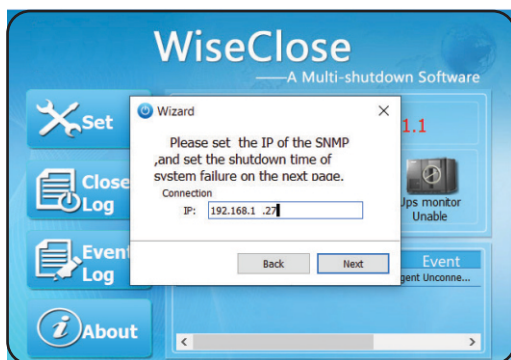 WiseClose
——A Multi-shutdown Software
Set
Close
Log
Event
Log
About
Wizard
Please set the IP of the SNMP
,and set the shutdown time of
system failure on the next page.
Connection
IP: 192.168.1 .27
Back Next
1.1
Ups monitor
Unable
Event
gent Unconne...